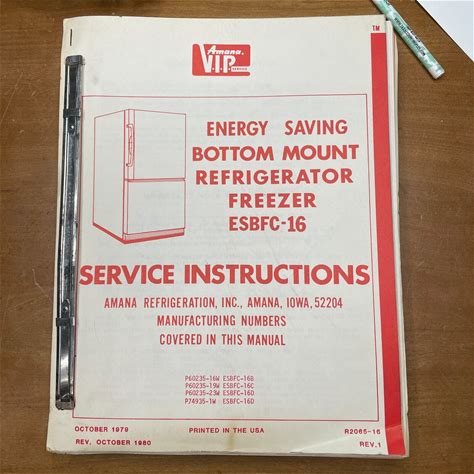 Amana.
V.I.P.
SERVICE
TM
ENERGY SAVING
BOTTOM MOUNT
REFRIGERATOR
FREEZER
ESBFC-16
SERVICE INSTRUCTIONS
AMANA REFRIGERATION, INC., AMANA, IOWA, 52204
MANUFACTURING NUMBERS
COVERED IN THIS MANUAL
P60235-16W ESBFC-16B
P60235-19W ESBFC-16C
P60235-23W ESBFC-16D
P74935-1W ESBFC-16D
OCTOBER 1979 PRINTED IN THE USA R2065-16
REV. OCTOBER 1980 REV.1